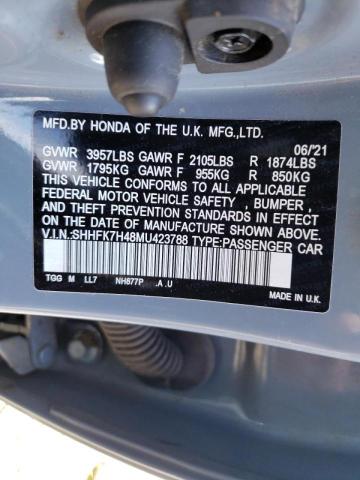 MFD.BY HONDA OF THE U.K. MFG.,LTD.
06/'21
GVWR 3957LBS GAWR F 2105LBS R 1874LBS
GVWR 1795KG GAWR F 955KG R 850KG
THIS VEHICLE CONFORMS TO ALL APPLICABLE
FEDERAL MOTOR VEHICLE SAFETY , BUMPER ,
AND THEFT PREVENTION STANDARDS IN EFFECT
ON THE DATE OF MANUFACTURE SHOWN ABOVE.
V.I.N.:SHHFK7H48MU423788 TYPE:PASSENGER CAR
TGG M LL7 NH877P .A .U
MADE IN U.K.